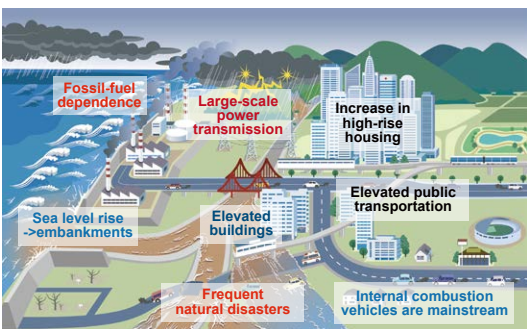 Fossil-fuel
dependence
Large-scale
power
transmission
Increase in
high-rise
housing
Elevated public
transportation
Sea level rise
->embankments
Elevated
buildings
Frequent
natural disasters
Internal combustion
vehicles are mainstream